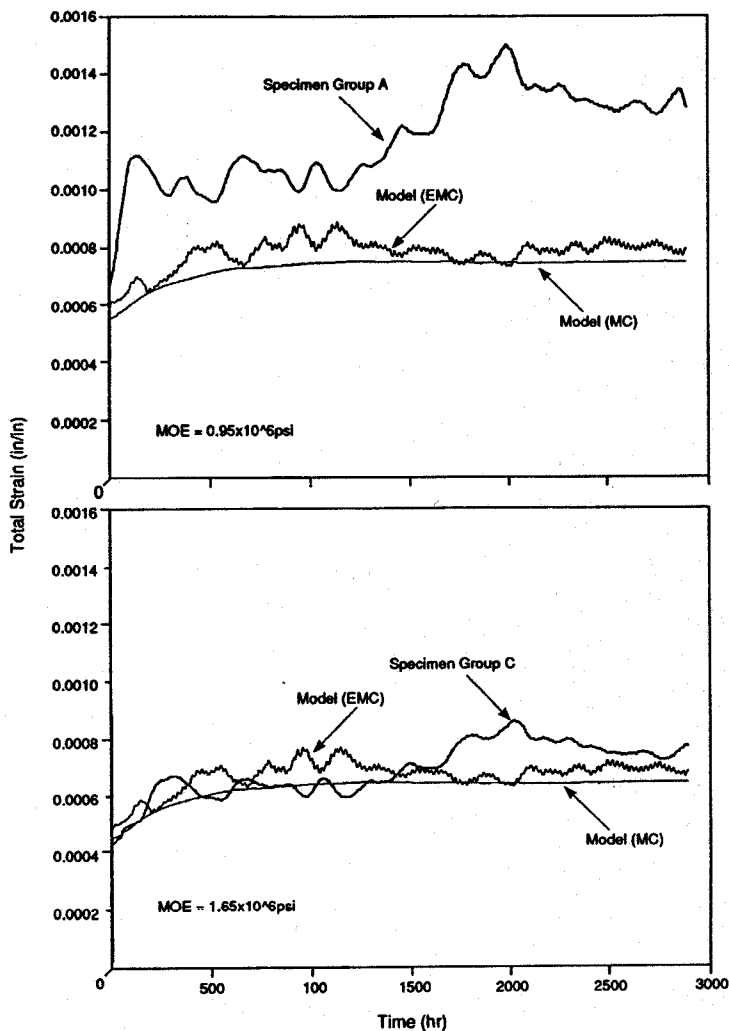 0.0016
0.0014
Specimen Group A
0.0012
Model (EMC)
0.0010
0.0008
0.0006
Model (MC)
0.0004
0.0002
MOE = 0.95x10^6psi
0
Total Strain (in/in)
0.0016
0.0014
0.0012
Specimen Group C
0.0010
Model (EMC)
0.0008
0.0006
Model (MC)
0.0004
0.0002
MOE = 1.65x10^6psi
0 500 100 1500 2000 2500 3000
Time (hr)